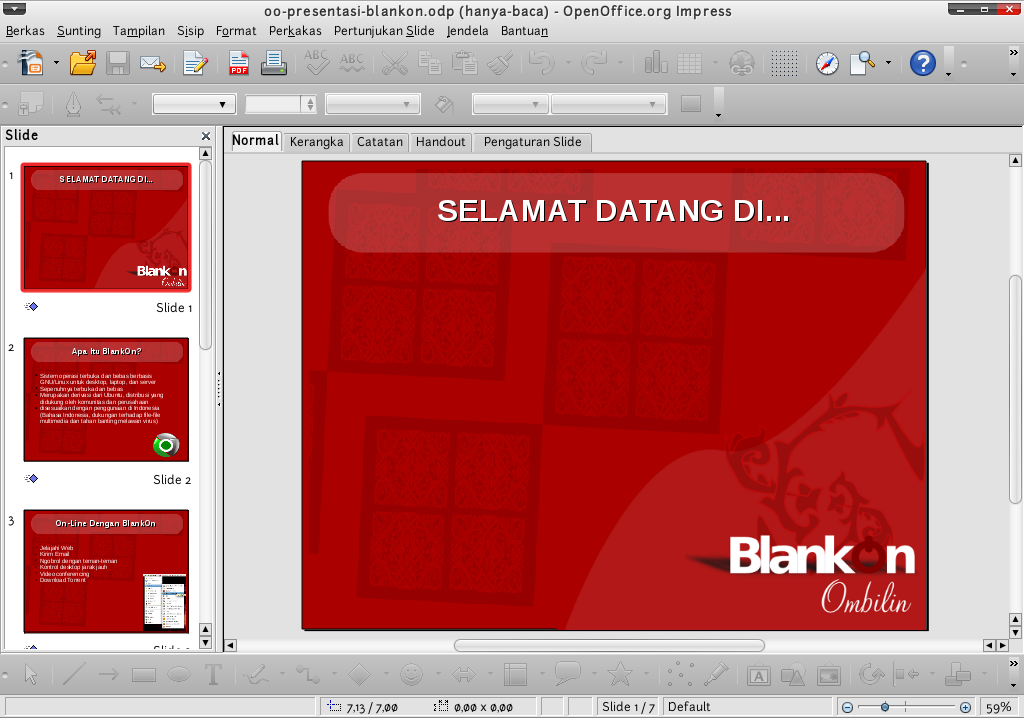 oo-presentasi-blankon.odp (hanya-baca) - OpenOffice.org Impress
Berkas Sunting Tampilan Sisip Format Perkakas Pertunjukan Slide Jendela Bantuan
PDF ABC ABC
Slide
Normal Kerangka Catatan Handout Pengaturan Slide
1
SELAMAT DATANG DI...
BlankOn
Ombilin
Slide 1
2
Apa Itu BlankOn?
Sistem operasi terbuka dan bebas berbasis
GNU/Linux untuk desktop, laptop, dan server
Sepenuhnya terbuka dan bebas
Merupakan derivasi dari Ubuntu, distribusi yang
didukung oleh komunitas dan perusahaan
disesuaikan dengan penggunaan di Indonesia
(Bahasa Indonesia, dukungan terhadap file-file
multimedia dan tahan banting melawan virus)
Slide 2
3
On-Line Dengan BlankOn
Jelajahi Web
Kirim Email
Ngobrol dengan teman-teman
Kontrol desktop jarak jauh
Video conferencing
Download Torrent
SELAMAT DATANG DI...
BlankOn
Ombilin
T A
7,13 / 7,00 0,00 x 0,00 Slide 1 / 7 Default 59%